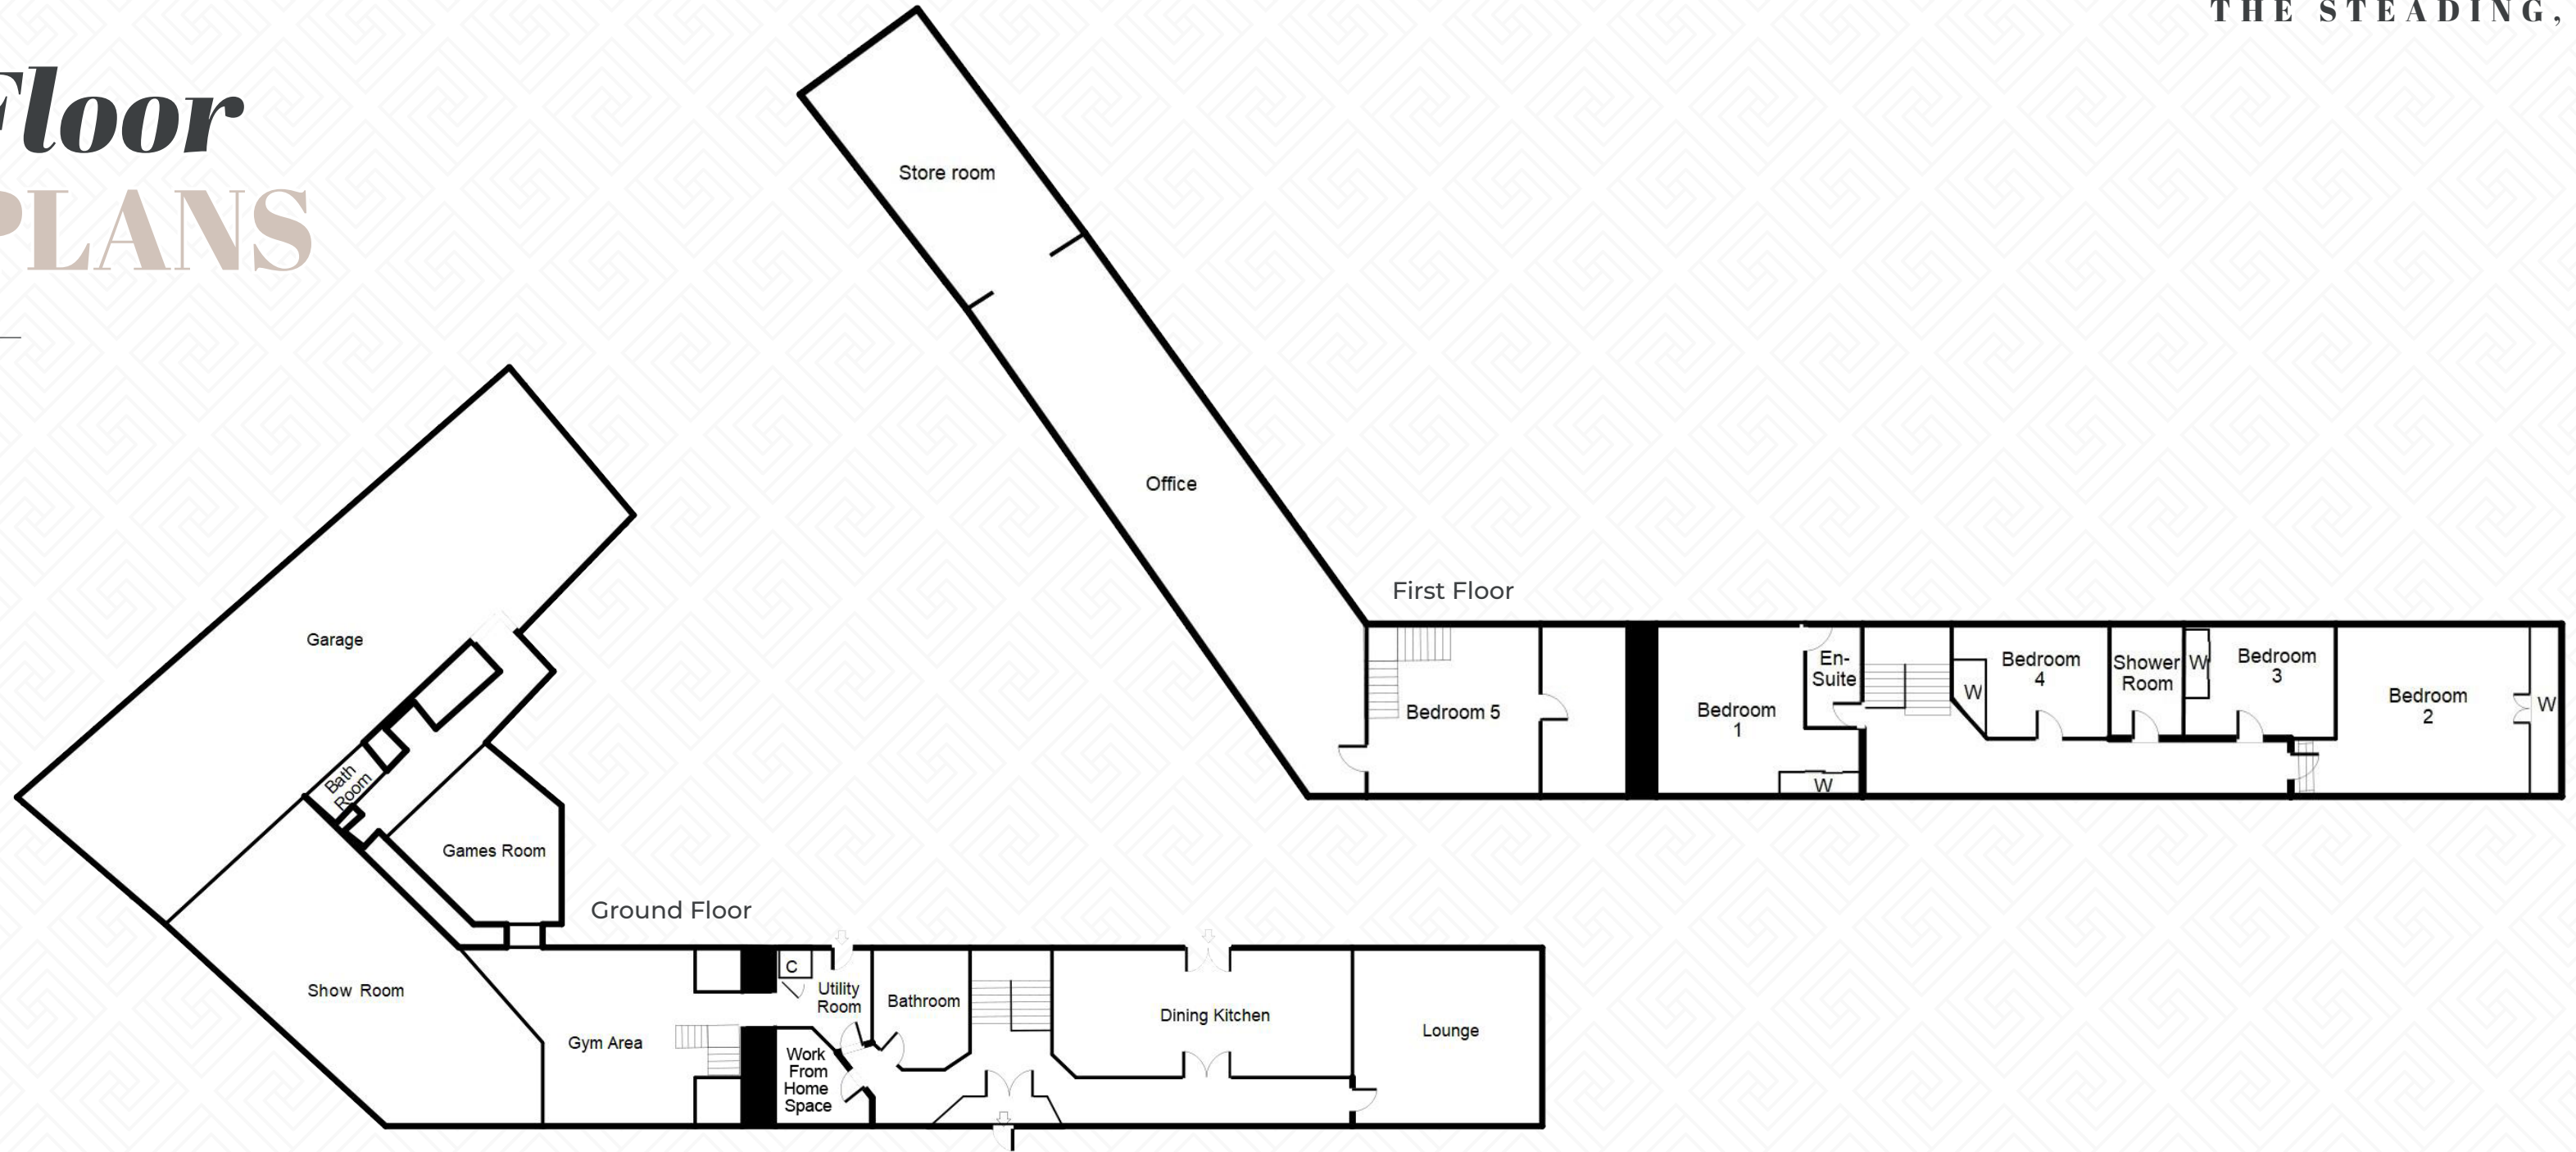 THE STEADING,
Floor
PLANS
Store room
Office
First Floor
Bedroom 5
Bedroom
1
En-
Suite
W
W
Bedroom
4
Shower
Room
W
Bedroom
3
Bedroom
2
W
Garage
Bath
Room
Games Room
Ground Floor
Show Room
Gym Area
C
Utility
Room
Work
From
Home
Space
Bathroom
Dining Kitchen
Lounge